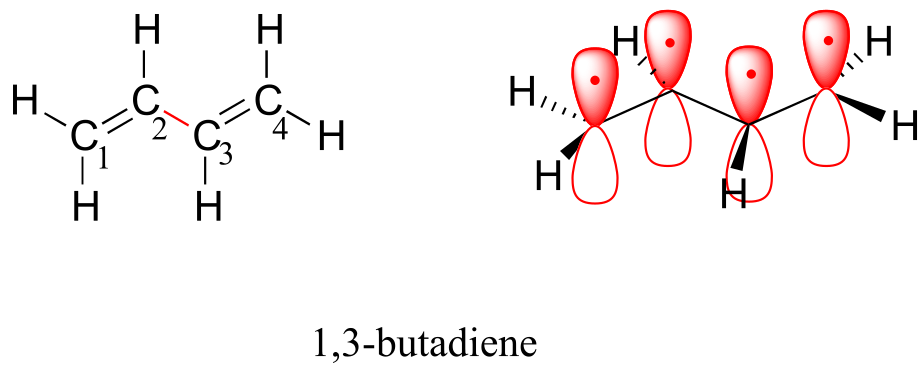 H H
H C C H
C 1 2 C 3 4
H H
H H H
H H
H
1,3-butadiene